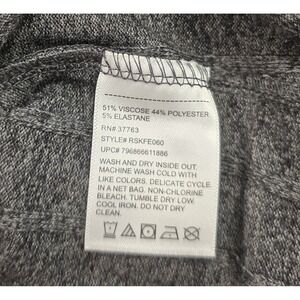 51% VISCOSE 44% POLYESTER
5% ELASTANE
RN# 37763
STYLE# RSKFE060
UPC# 796866611886
WASH AND DRY INSIDE OUT.
MACHINE WASH COLD WITH
LIKE COLORS. DELICATE CYCLE
IN A NET BAG. NON-CHLORINE
BLEACH. TUMBLE DRY LOW.
COOL IRON. DO NOT DRY
CLEAN.